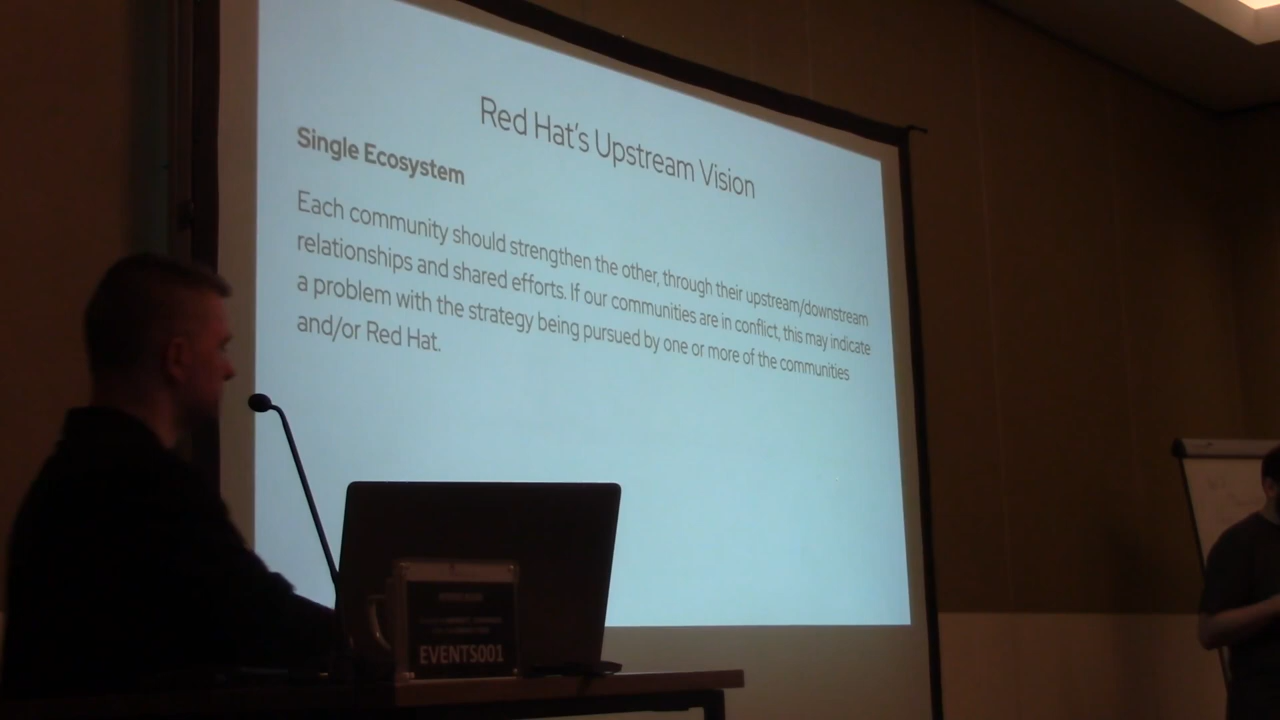 Red Hat's Upstream Vision
Single Ecosystem
Each community should strengthen the other, through their upstream/downstream
relationships and shared efforts. If our communities are in conflict, this may indicate
a problem with the strategy being pursued by one or more of the communities
and/or Red Hat.
EVENTS001